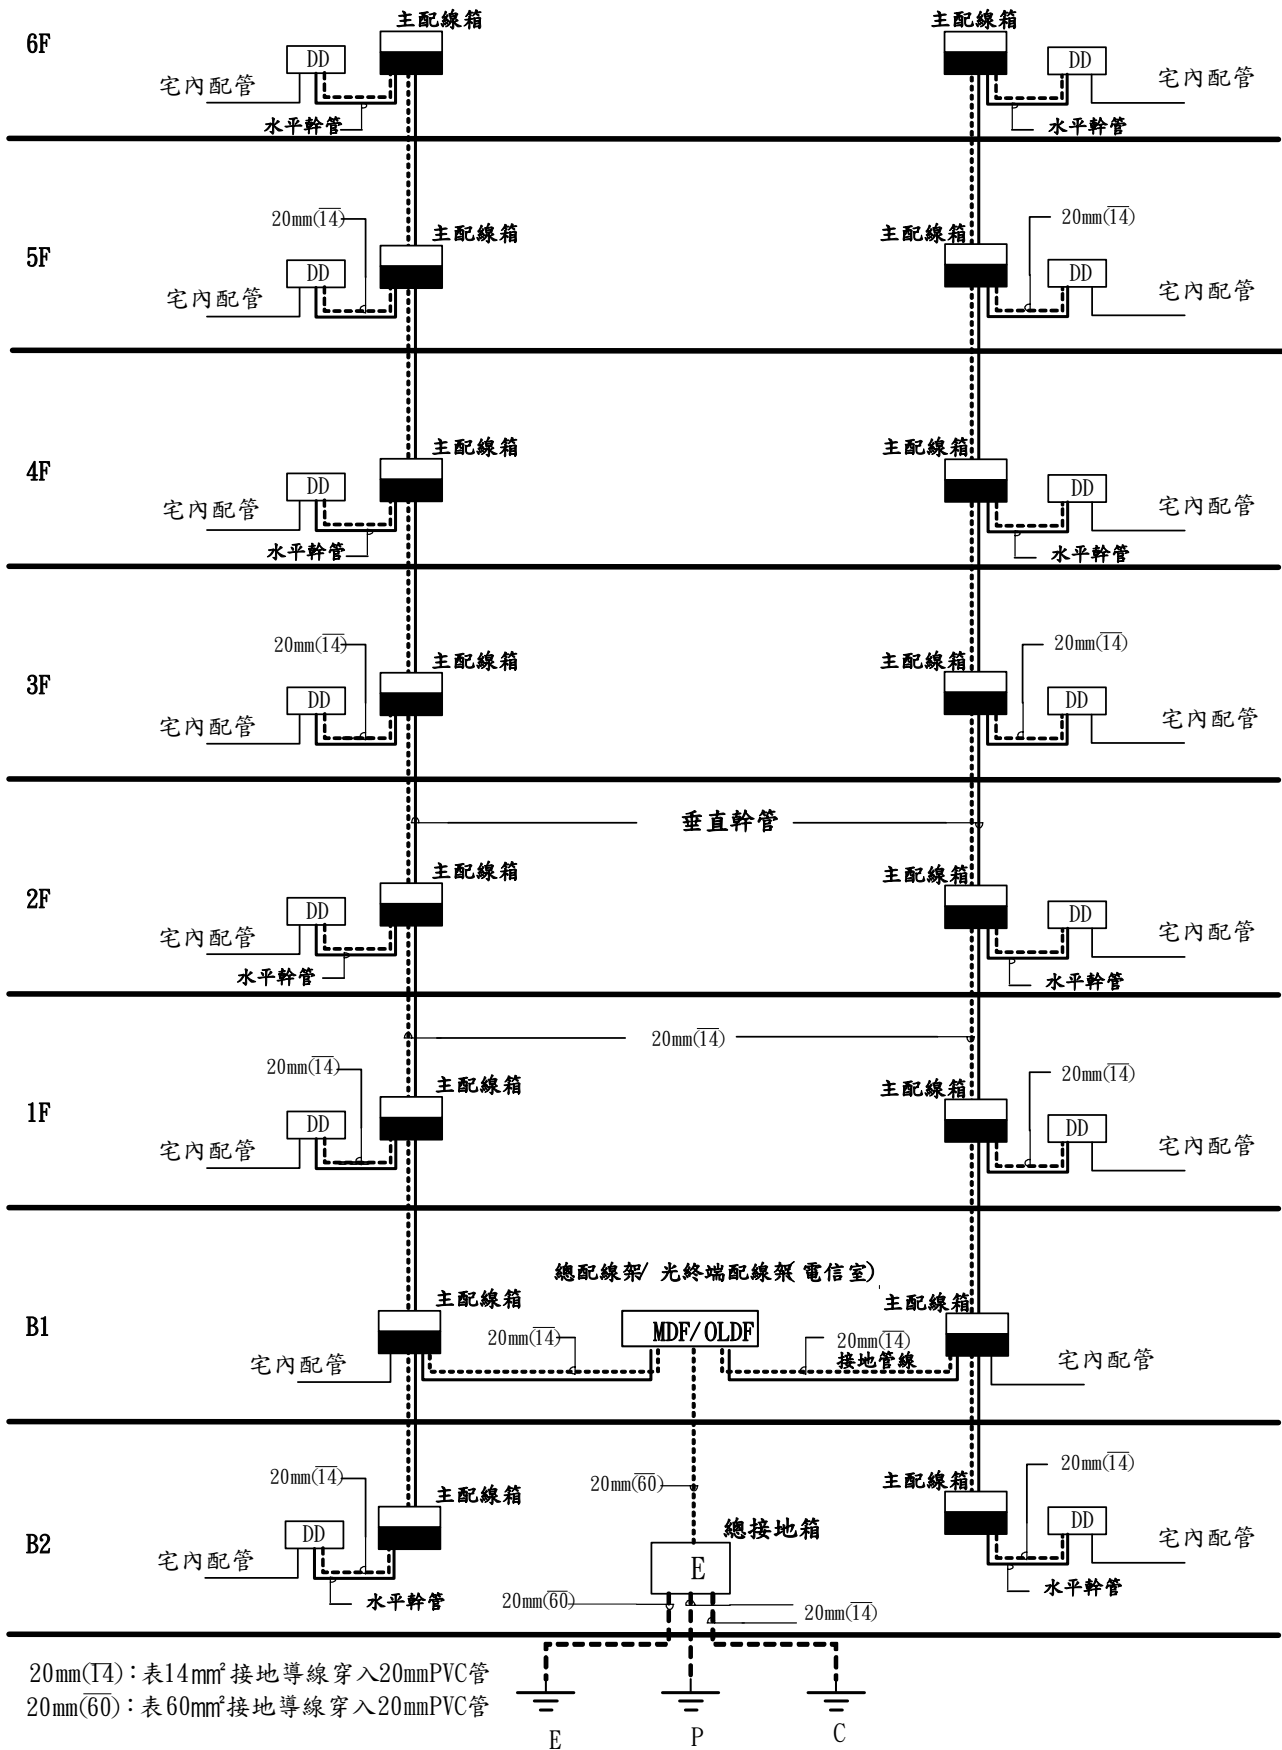 主配線箱
主配線箱
6F
DD
DD
宅內配管
宅內配管
水平幹管
水平幹管
20mm(14)
20mm(14)
主配線箱
主配線箱
5F
DD
DD
宅內配管
宅內配管
主配線箱
主配線箱
4F
DD
DD
宅內配管
宅內配管
水平幹管
水平幹管
20mm(14)
20mm(14)
主配線箱
主配線箱
3F
DD
DD
宅內配管
宅內配管
垂直幹管
主配線箱
主配線箱
2F
DD
DD
宅內配管
宅內配管
水平幹管
水平幹管
20mm(14)
20mm(14)
20mm(14)
主配線箱
主配線箱
1F
DD
DD
宅內配管
宅內配管
總配線架/ 光終端配線架(電信室)
主配線箱
主配線箱
B1
MDF/OLDF
20mm(14)
20mm(14)
接地管線
宅內配管
宅內配管
20mm(14)
20mm(14)
20mm(60)
主配線箱
主配線箱
總接地箱
B2
DD
DD
宅內配管
宅內配管
E
水平幹管
水平幹管
20mm(60)
20mm(14)
20mm(14):表14mm²接地導線穿入20mmPVC管
20mm(60):表60mm²接地導線穿入20mmPVC管
E
P
C